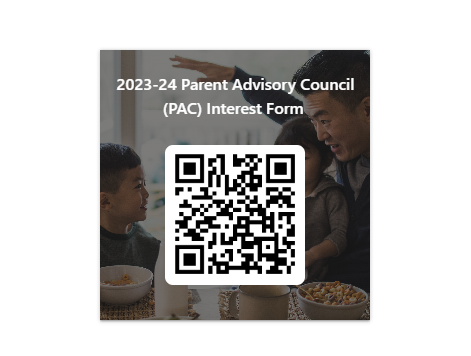 2023-24 Parent Advisory Council
(PAC) Interest Form